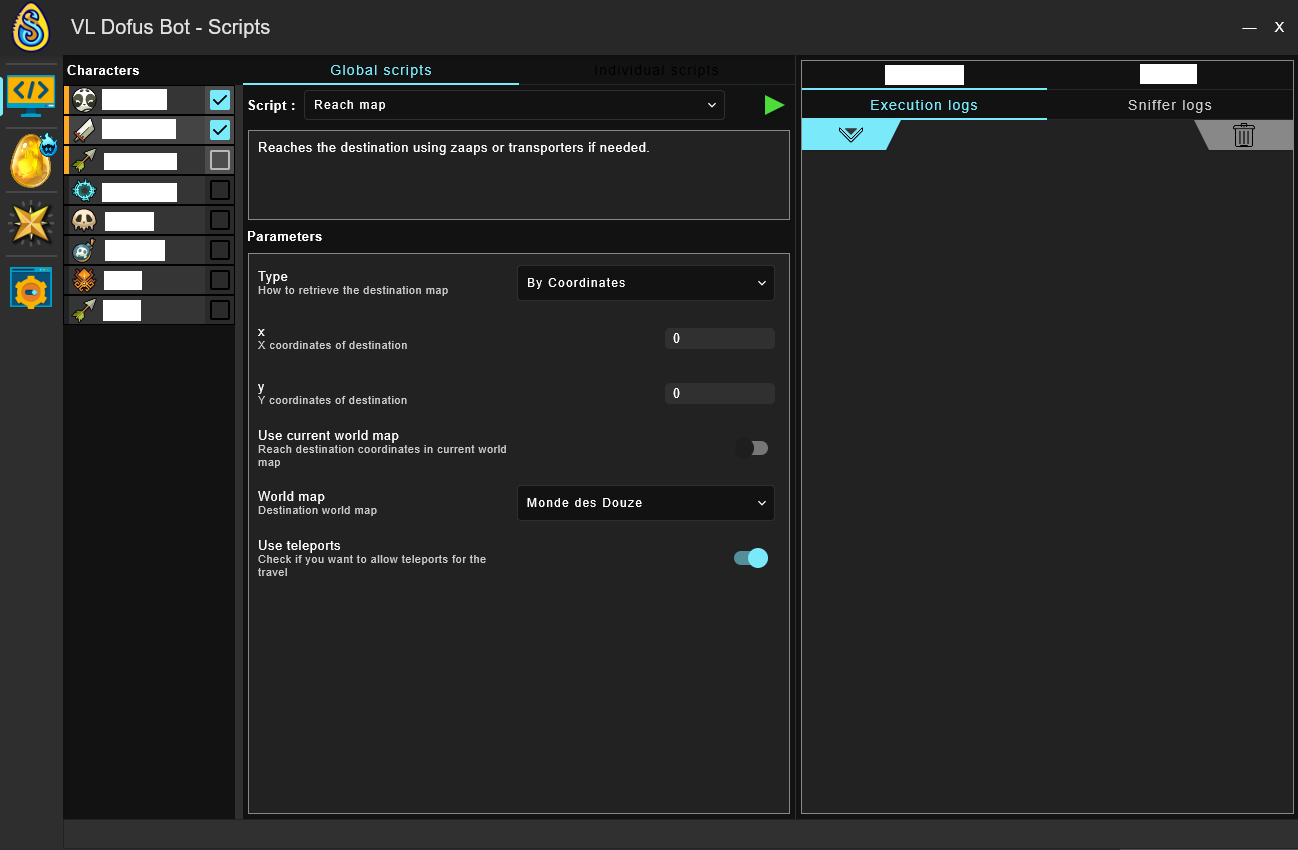 VL Dofus Bot - Scripts
— X
Characters
Global scripts
Individual scripts
Script :
Reach map
Reaches the destination using zaaps or transporters if needed.
Parameters
Type
How to retrieve the destination map
By Coordinates
x
X coordinates of destination
0
y
Y coordinates of destination
0
Use current world map
Reach destination coordinates in current world
map
World map
Destination world map
Monde des Douze
Use teleports
Check if you want to allow teleports for the
travel
Execution logs
Sniffer logs